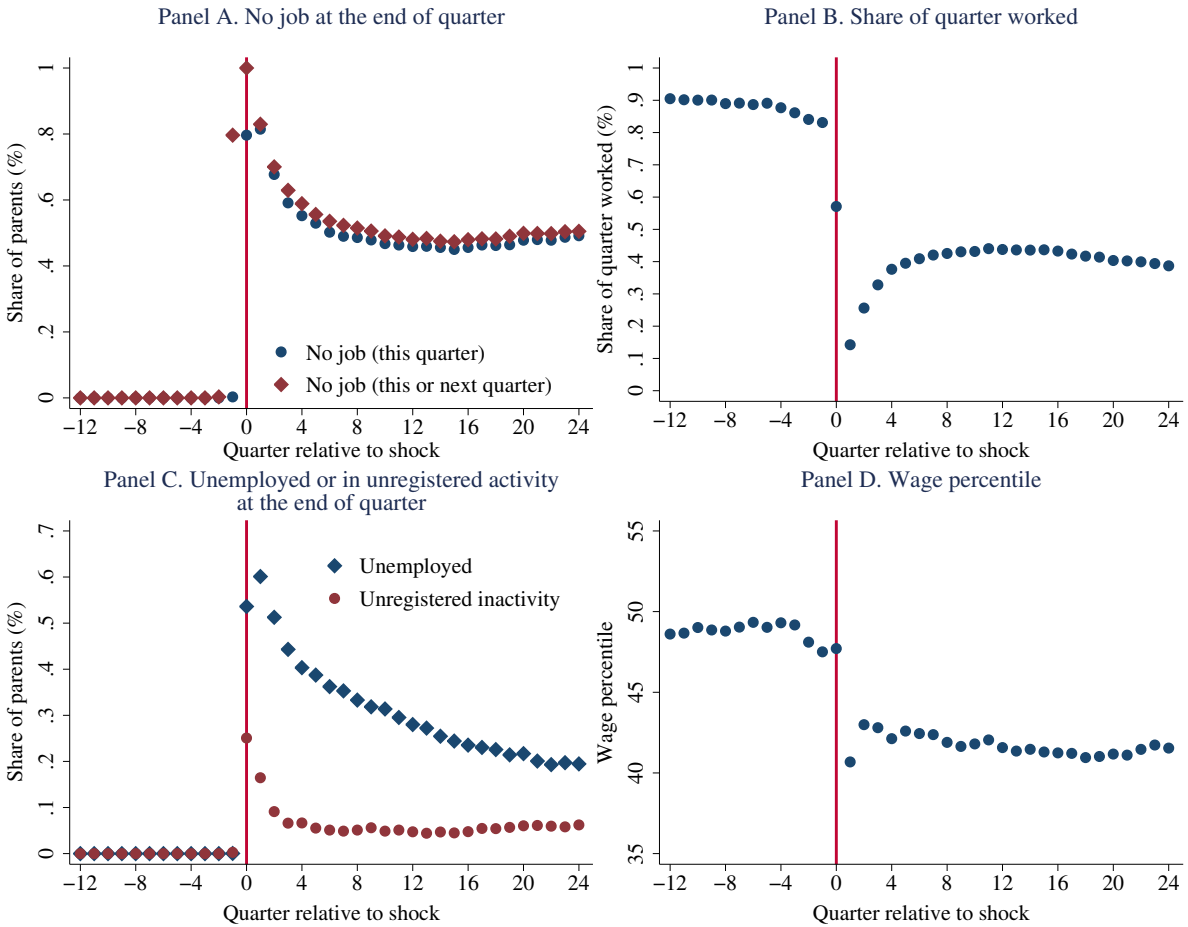 Panel A. No job at the end of quarter
Share of parents (%)
1
.8
.6
.4
.2
0
No job (this quarter)
No job (this or next quarter)
−12 −8 −4 0 4 8 12 16 20 24
Quarter relative to shock
Panel B. Share of quarter worked
Share of quarter worked (%)
1
.9
.8
.7
.6
.5
.4
.3
.2
.1
0
−12 −8 −4 0 4 8 12 16 20 24
Quarter relative to shock
Panel C. Unemployed or in unregistered activity
at the end of quarter
Share of parents (%)
.7
.6
.5
.4
.3
.2
.1
0
Unemployed
Unregistered inactivity
−12 −8 −4 0 4 8 12 16 20 24
Quarter relative to shock
Panel D. Wage percentile
Wage percentile
55
50
45
40
35
−12 −8 −4 0 4 8 12 16 20 24
Quarter relative to shock